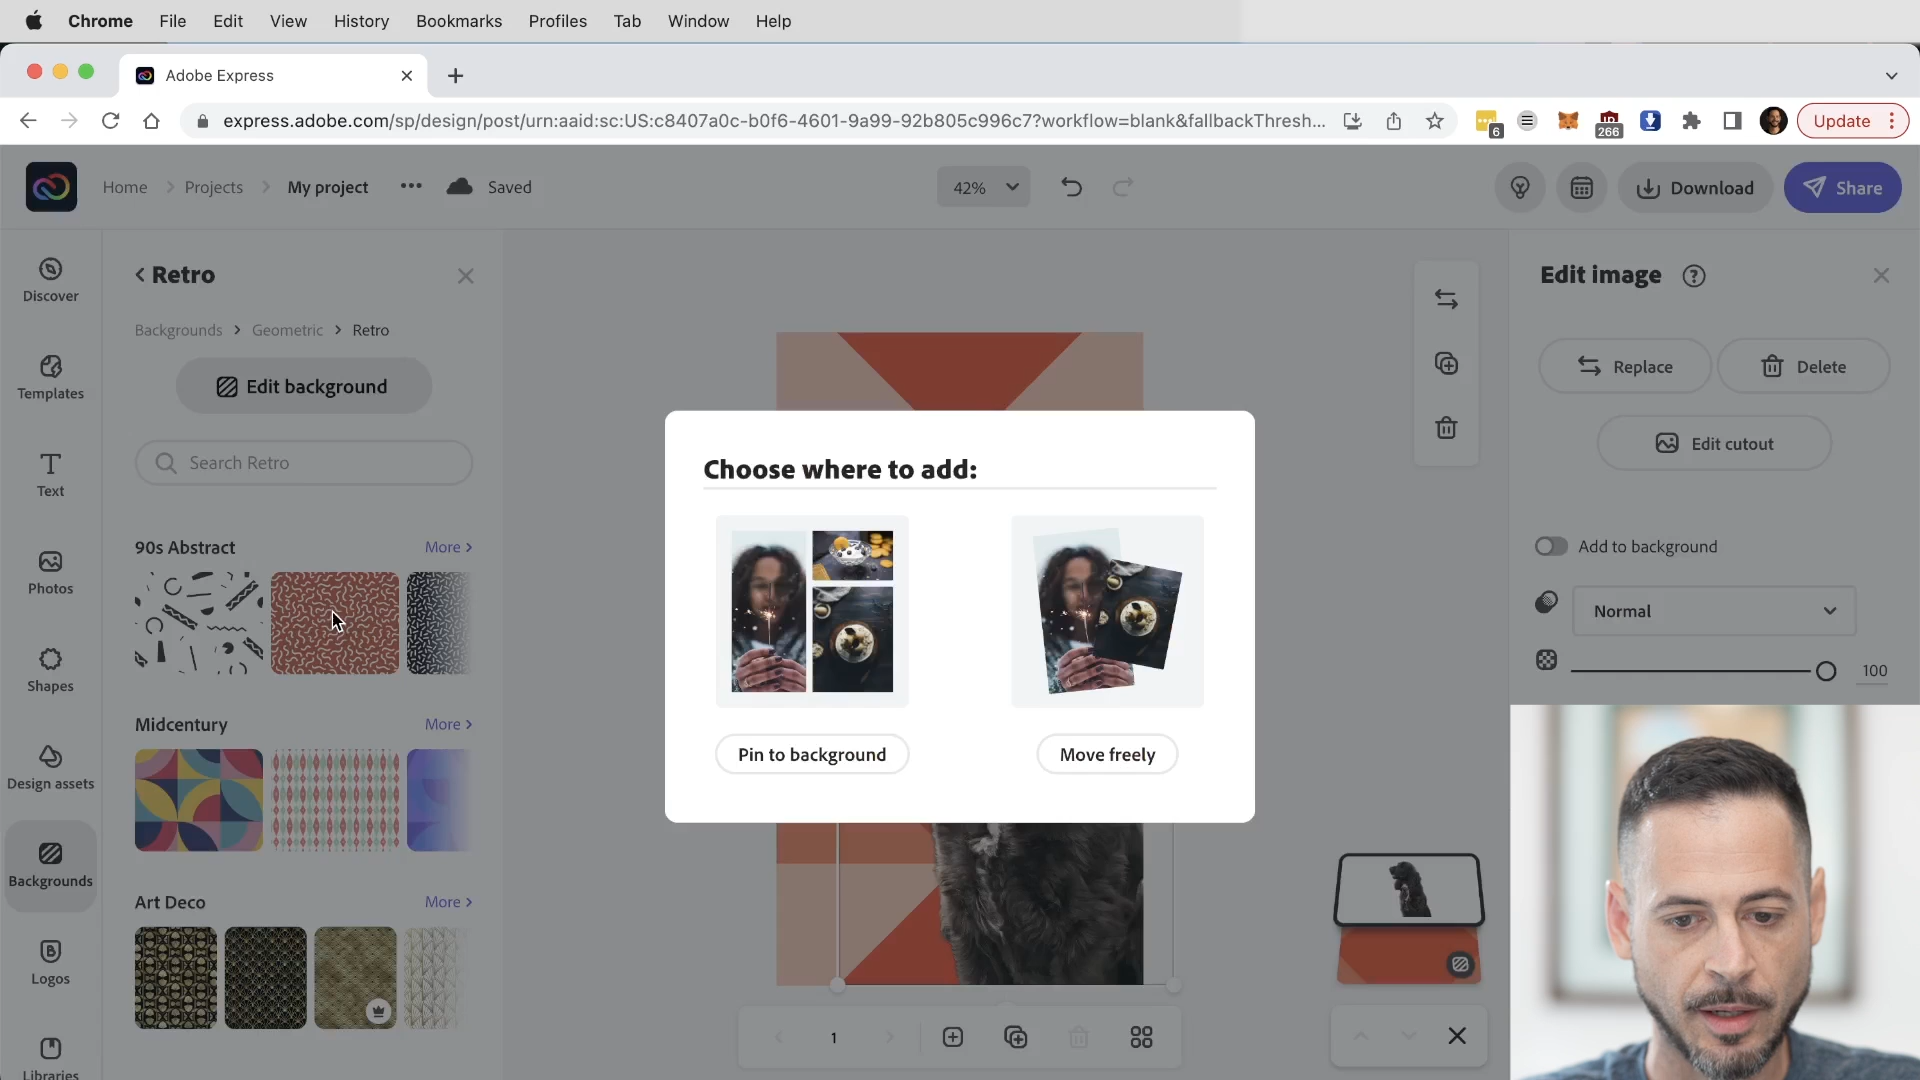 Chrome File Edit View History Bookmarks Profiles Tab Window Help
Adobe Express
express.adobe.com/sp/design/post/urn:aaid:sc:US:c8407a0c-b0f6-4601-9a99-92b805c996c7?workflow=blank&fallbackThresh...
6
266
Update
Home Projects My project Saved
42%
Download
Share
Discover
Templates
Text
Photos
Shapes
Design assets
Backgrounds
Logos
Libraries
Retro
Backgrounds > Geometric > Retro
Edit background
Search Retro
90s Abstract More
Midcentury More
Art Deco More
Choose where to add:
Pin to background
Move freely
1
Edit image
Replace
Delete
Edit cutout
Add to background
Normal
100